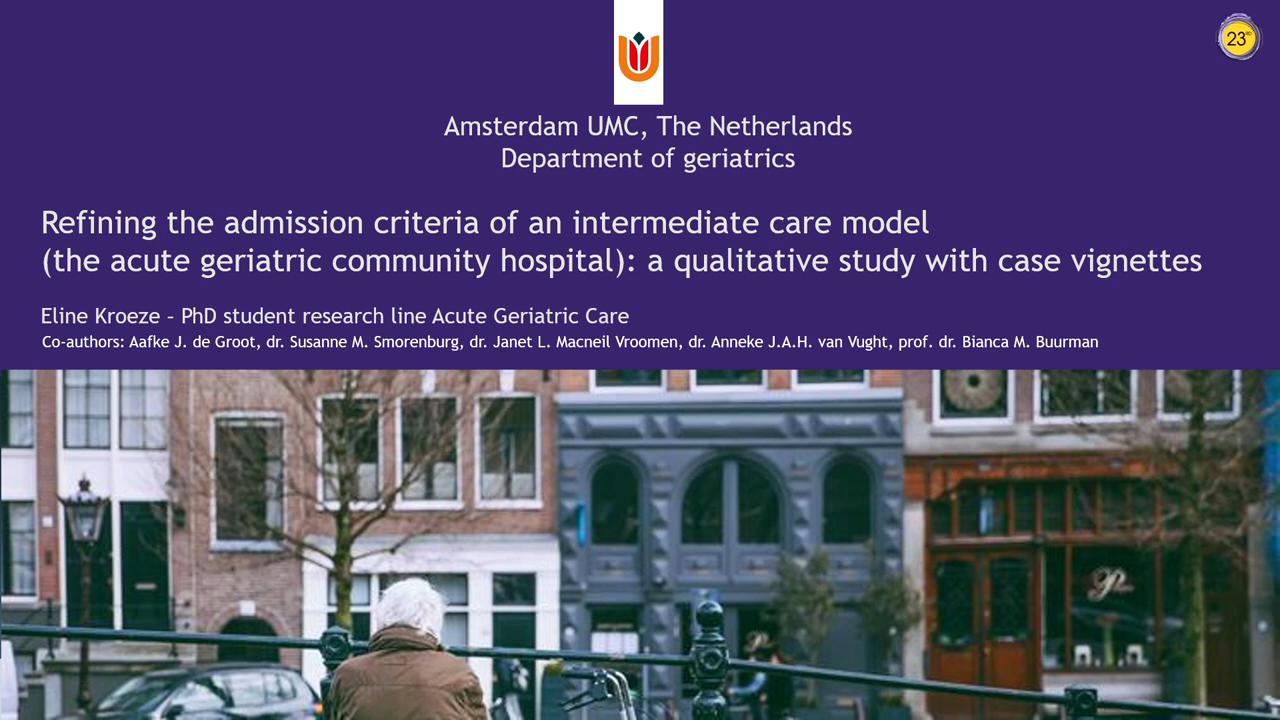 23RD
Amsterdam UMC, The Netherlands
Department of geriatrics
Refining the admission criteria of an intermediate care model
(the acute geriatric community hospital): a qualitative study with case vignettes
Eline Kroeze – PhD student research line Acute Geriatric Care
Co-authors: Aafke J. de Groot, dr. Susanne M. Smorenburg, dr. Janet L. Macneil Vroomen, dr. Anneke J.A.H. van Vught, prof. dr. Bianca M. Buurman